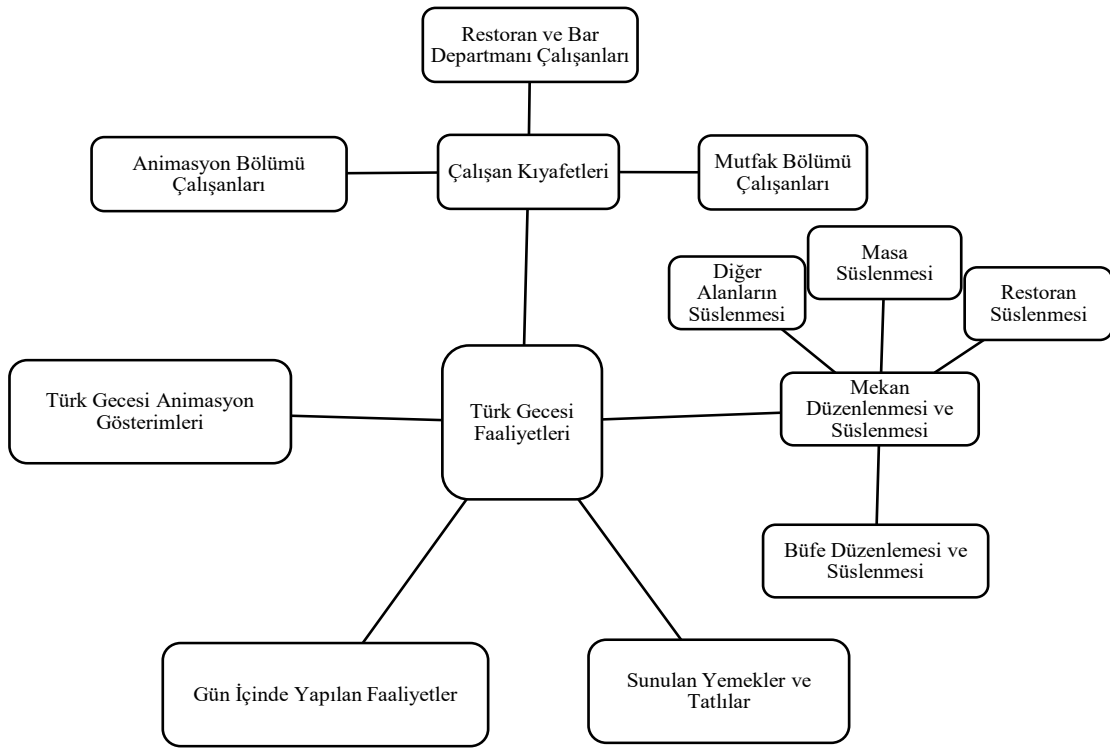 Restoran ve Bar
Departmanı Çalışanları
Animasyon Bölümü
Çalışanları
Çalışan Kıyafetleri
Mutfak Bölümü
Çalışanları
Diğer
Alanların
Süslenmesi
Masa
Süslenmesi
Restoran
Süslenmesi
Türk Gecesi Animasyon
Gösterimleri
Türk Gecesi
Faaliyetleri
Mekan
Düzenlenmesi ve
Süslenmesi
Büfe Düzenlemesi ve
Süslenmesi
Gün İçinde Yapılan Faaliyetler
Sunulan Yemekler ve
Tatlılar